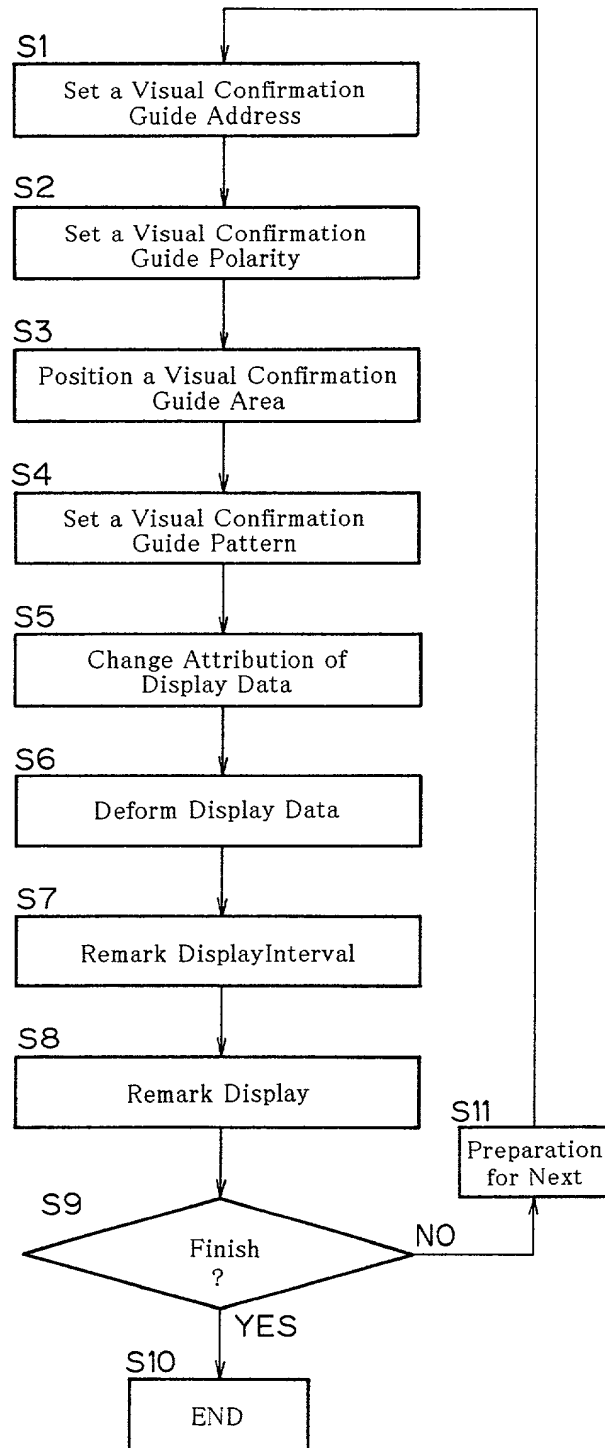 S1
Set a Visual Confirmation
Guide Address
S2
Set a Visual Confirmation
Guide Polarity
S3
Position a Visual Confirmation
Guide Area
S4
Set a Visual Confirmation
Guide Pattern
S5
Change Attribution of
Display Data
S6
Deform Display Data
S7
Remark DisplayInterval
S8
Remark Display
S11
Preparation
for Next
S9
Finish
?
NO
YES
S10
END